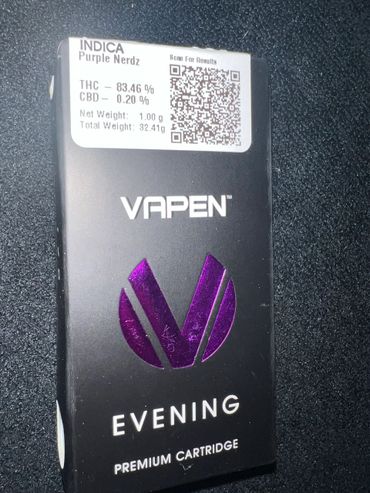 INDICA
Purple Nerdz
Scan For Results
THC – 83.46 %
CBD – 0.20 %
Net Weight: 1.00 g
Total Weight: 32.41g
VAPEN™
EVENING
PREMIUM CARTRIDGE